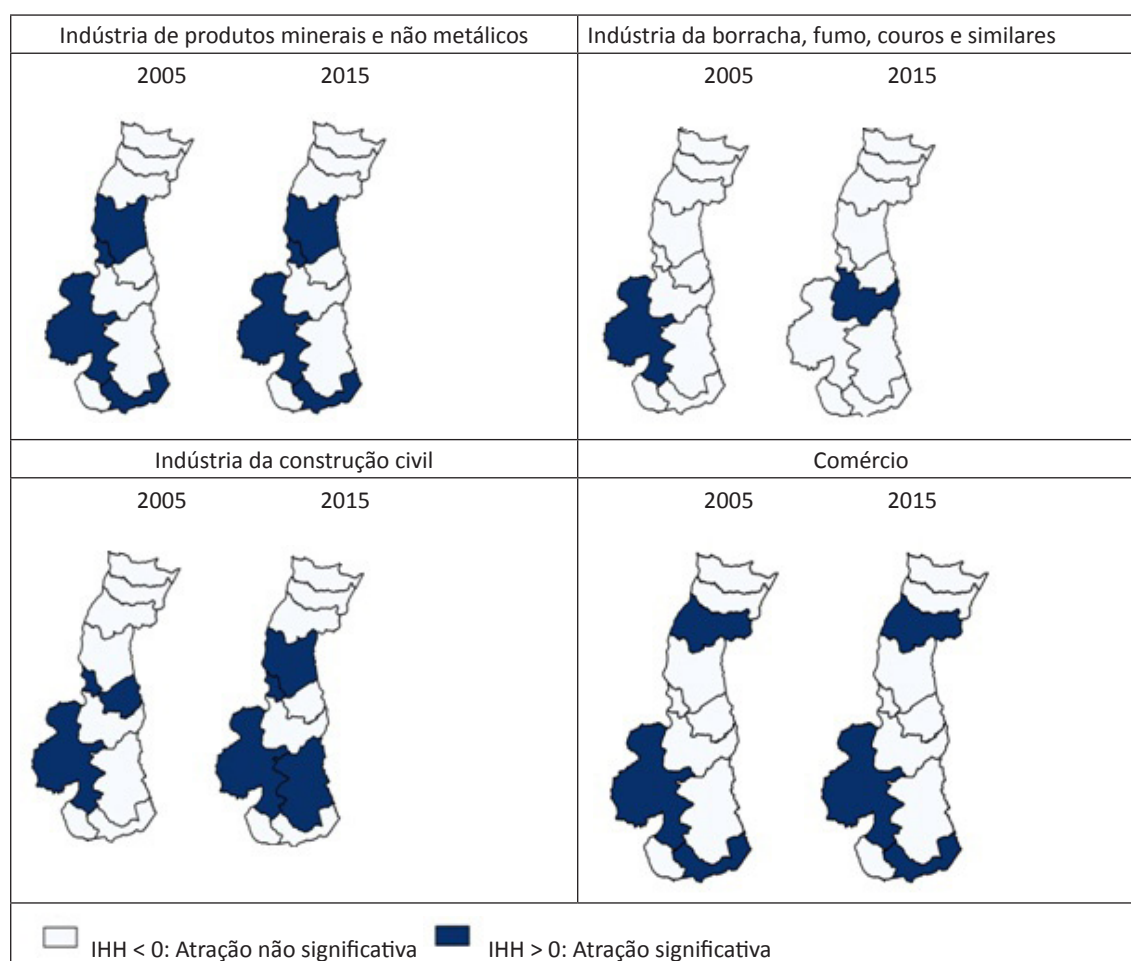 Indústria de produtos minerais e não metálicos
Indústria da borracha, fumo, couros e similares
2005 2015
2005 2015
Indústria da construção civil
Comércio
2005 2015
2005 2015
IHH < 0: Atração não significativa IHH > 0: Atração significativa